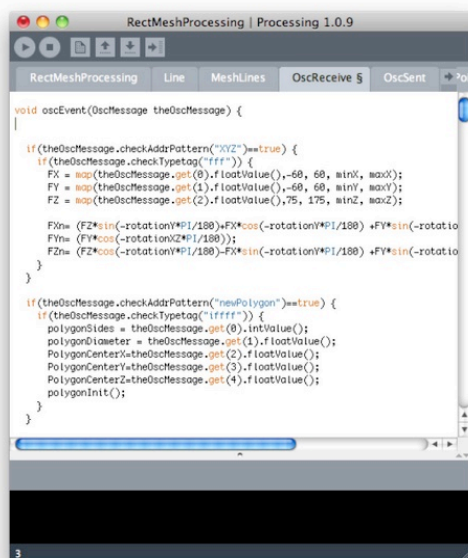 RectMeshProcessing | Processing 1.0.9
RectMeshProcessing Line MeshLines OscReceive § OscSent
void oscEvent(OscMessage theOscMessage) {
if(theOscMessage.checkAddrPattern("XYZ")==true) {
if(theOscMessage.checkTypetag("fff")) {
FX = map(theOscMessage.get(0).floatValue(),-60, 60, minX, maxX);
FY = map(theOscMessage.get(1).floatValue(),-60, 60, minY, maxY);
FZ = map(theOscMessage.get(2).floatValue(),75, 175, minZ, maxZ);
FXn= (FZ*sin(-rotationY*PI/180)+FX*cos(-rotationY*PI/180) +FY*sin(-rotatio
FYn= (FY*cos(-rotationXZ*PI/180));
FZn= (FZ*cos(-rotationY*PI/180)-FX*sin(-rotationY*PI/180) +FY*sin(-rotatio
}
}
if(theOscMessage.checkAddrPattern("newPolygon")==true) {
if(theOscMessage.checkTypetag("iffff")) {
polygonSides = theOscMessage.get(0).intValue();
polygonDiameter = theOscMessage.get(1).floatValue();
PolygonCenterX=theOscMessage.get(2).floatValue();
PolygonCenterY=theOscMessage.get(3).floatValue();
PolygonCenterZ=theOscMessage.get(4).floatValue();
polygonInit();
}
}
3